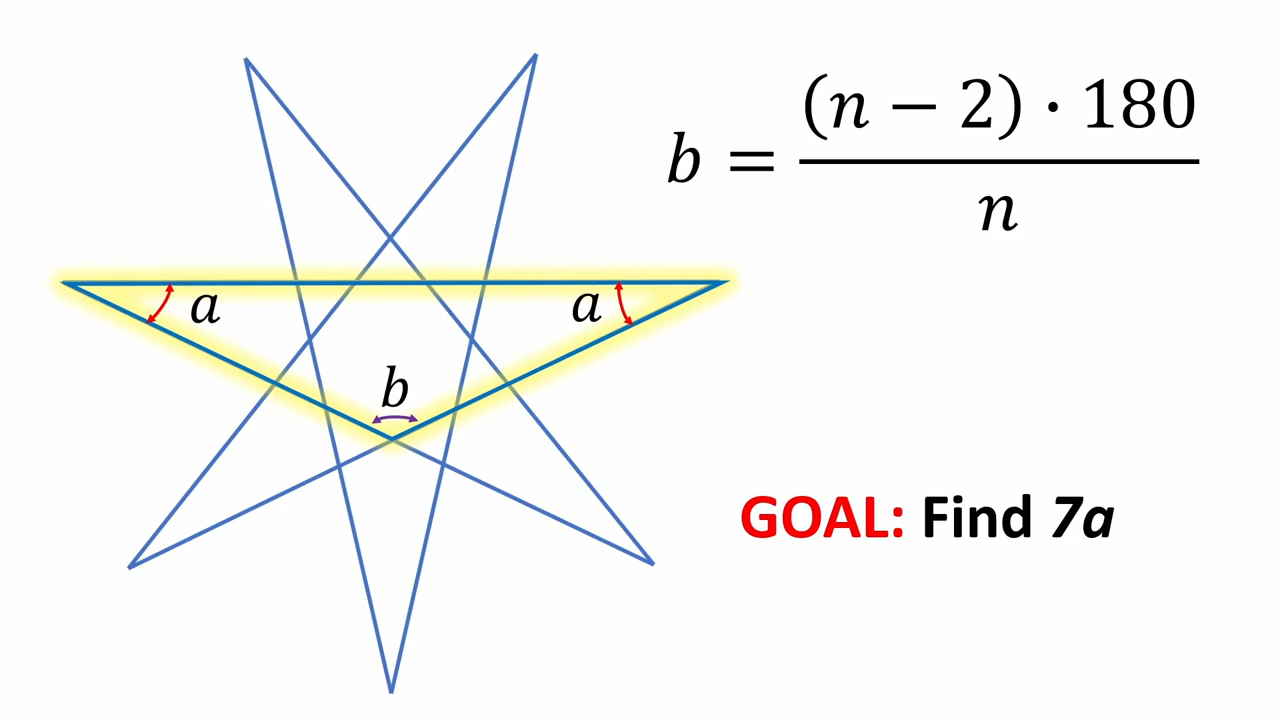 b = (n − 2) · 180 / n
a
a
b
GOAL: Find 7a